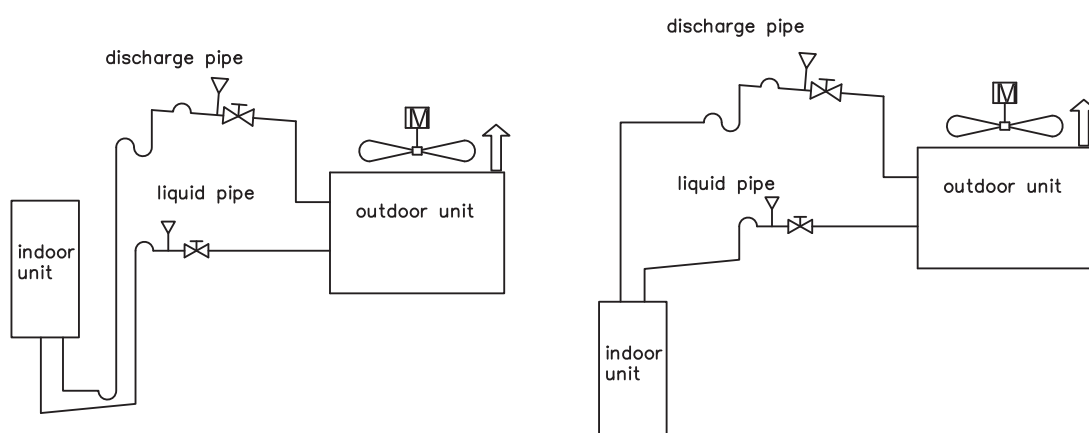 discharge pipe
liquid pipe
outdoor unit
indoor
unit
M
discharge pipe
liquid pipe
outdoor unit
indoor
unit
M